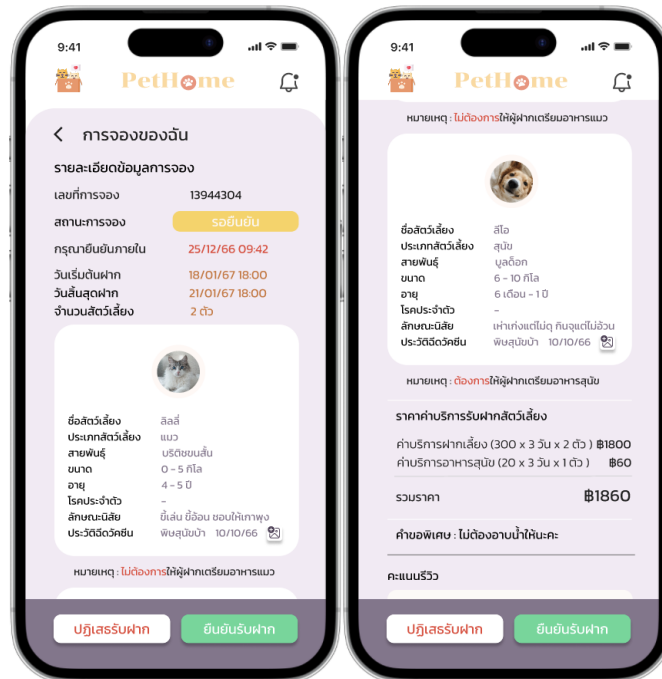 9:41
PetHome
การจองของฉัน
รายละเอียดข้อมูลการจอง
เลขที่การจอง 13944304
สถานะการจอง รอยืนยัน
กรุณายืนยันภายใน 25/12/66 09:42
วันเริ่มต้นฝาก 18/01/67 18:00
วันสิ้นสุดฝาก 21/01/67 18:00
จำนวนสัตว์เลี้ยง 2 ตัว
ชื่อสัตว์เลี้ยง ลิลลี่
ประเภทสัตว์เลี้ยง แมว
สายพันธุ์ บริติชขนสั้น
ขนาด 0 - 5 กิโล
อายุ 4 - 5 ปี
โรคประจำตัว -
ลักษณะนิสัย ขี้เล่น ขี้อ้อน ชอบให้เกาพุง
ประวัติฉีดวัคซีน พิษสุนัขบ้า 10/10/66
หมายเหตุ : ไม่ต้องการให้ผู้ฝากเตรียมอาหารแมว
ปฏิเสธรับฝาก ยืนยันรับฝาก
9:41
PetHome
หมายเหตุ : ไม่ต้องการให้ผู้ฝากเตรียมอาหารแมว
ชื่อสัตว์เลี้ยง ลีโอ
ประเภทสัตว์เลี้ยง สุนัข
สายพันธุ์ บูลด็อก
ขนาด 6 - 10 กิโล
อายุ 6 เดือน - 1 ปี
โรคประจำตัว -
ลักษณะนิสัย เห่าเก่งแต่ไม่ดุ กินจุแต่ไม่อ้วน
ประวัติฉีดวัคซีน พิษสุนัขบ้า 10/10/66
หมายเหตุ : ต้องการให้ผู้ฝากเตรียมอาหารสุนัข
ราคาค่าบริการรับฝากสัตว์เลี้ยง
ค่าบริการฝากเลี้ยง (300 x 3 วัน x 2 ตัว ) ฿1800
ค่าบริการอาหารสุนัข (20 x 3 วัน x 1 ตัว ) ฿60
รวมราคา ฿1860
คำขอพิเศษ : ไม่ต้องอาบน้ำให้นะคะ
คะแนนรีวิว
ปฏิเสธรับฝาก ยืนยันรับฝาก